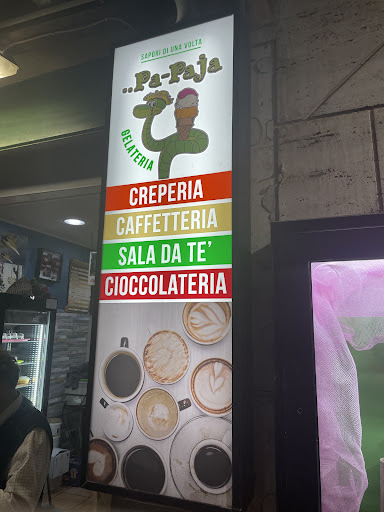 SAPORI DI UNA VOLTA
..Pa-Paja
GELATERIA
CREPERIA
CAFFETTERIA
SALA DA TE'
CIOCCOLATERIA